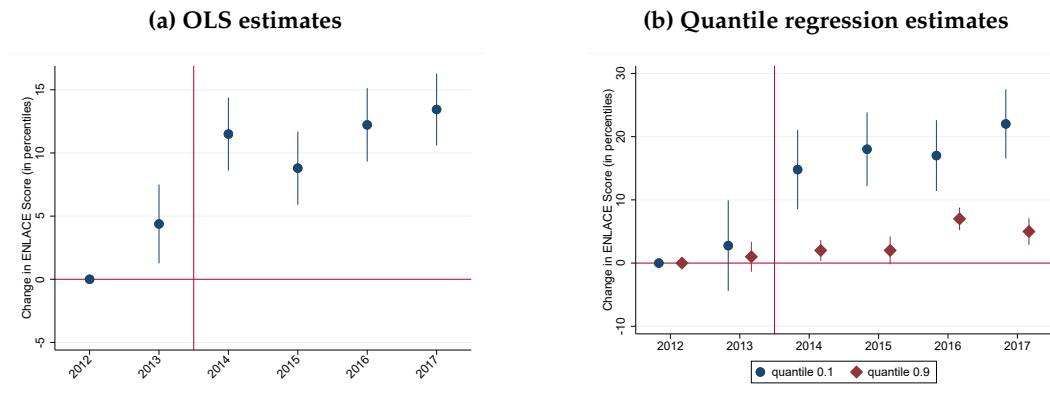 (a) OLS estimates
Change in ENLACE Score (in percentiles)
15
10
5
0
-5
2012 2013 2014 2015 2016 2017
(b) Quantile regression estimates
Change in ENLACE Score (in percentiles)
30
20
10
0
-10
2012 2013 2014 2015 2016 2017
quantile 0.1 quantile 0.9